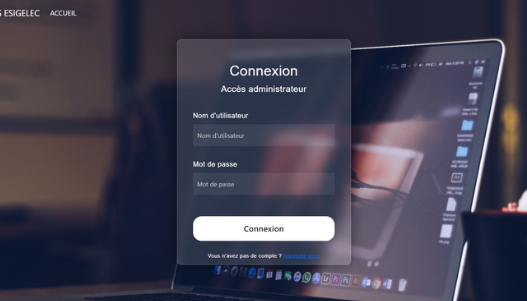 ESIGELEC ACCUEIL
Connexion
Accès administrateur
Nom d'utilisateur
Nom d'utilisateur
Mot de passe
Mot de passe
Connexion
Vous n'avez pas de compte ?